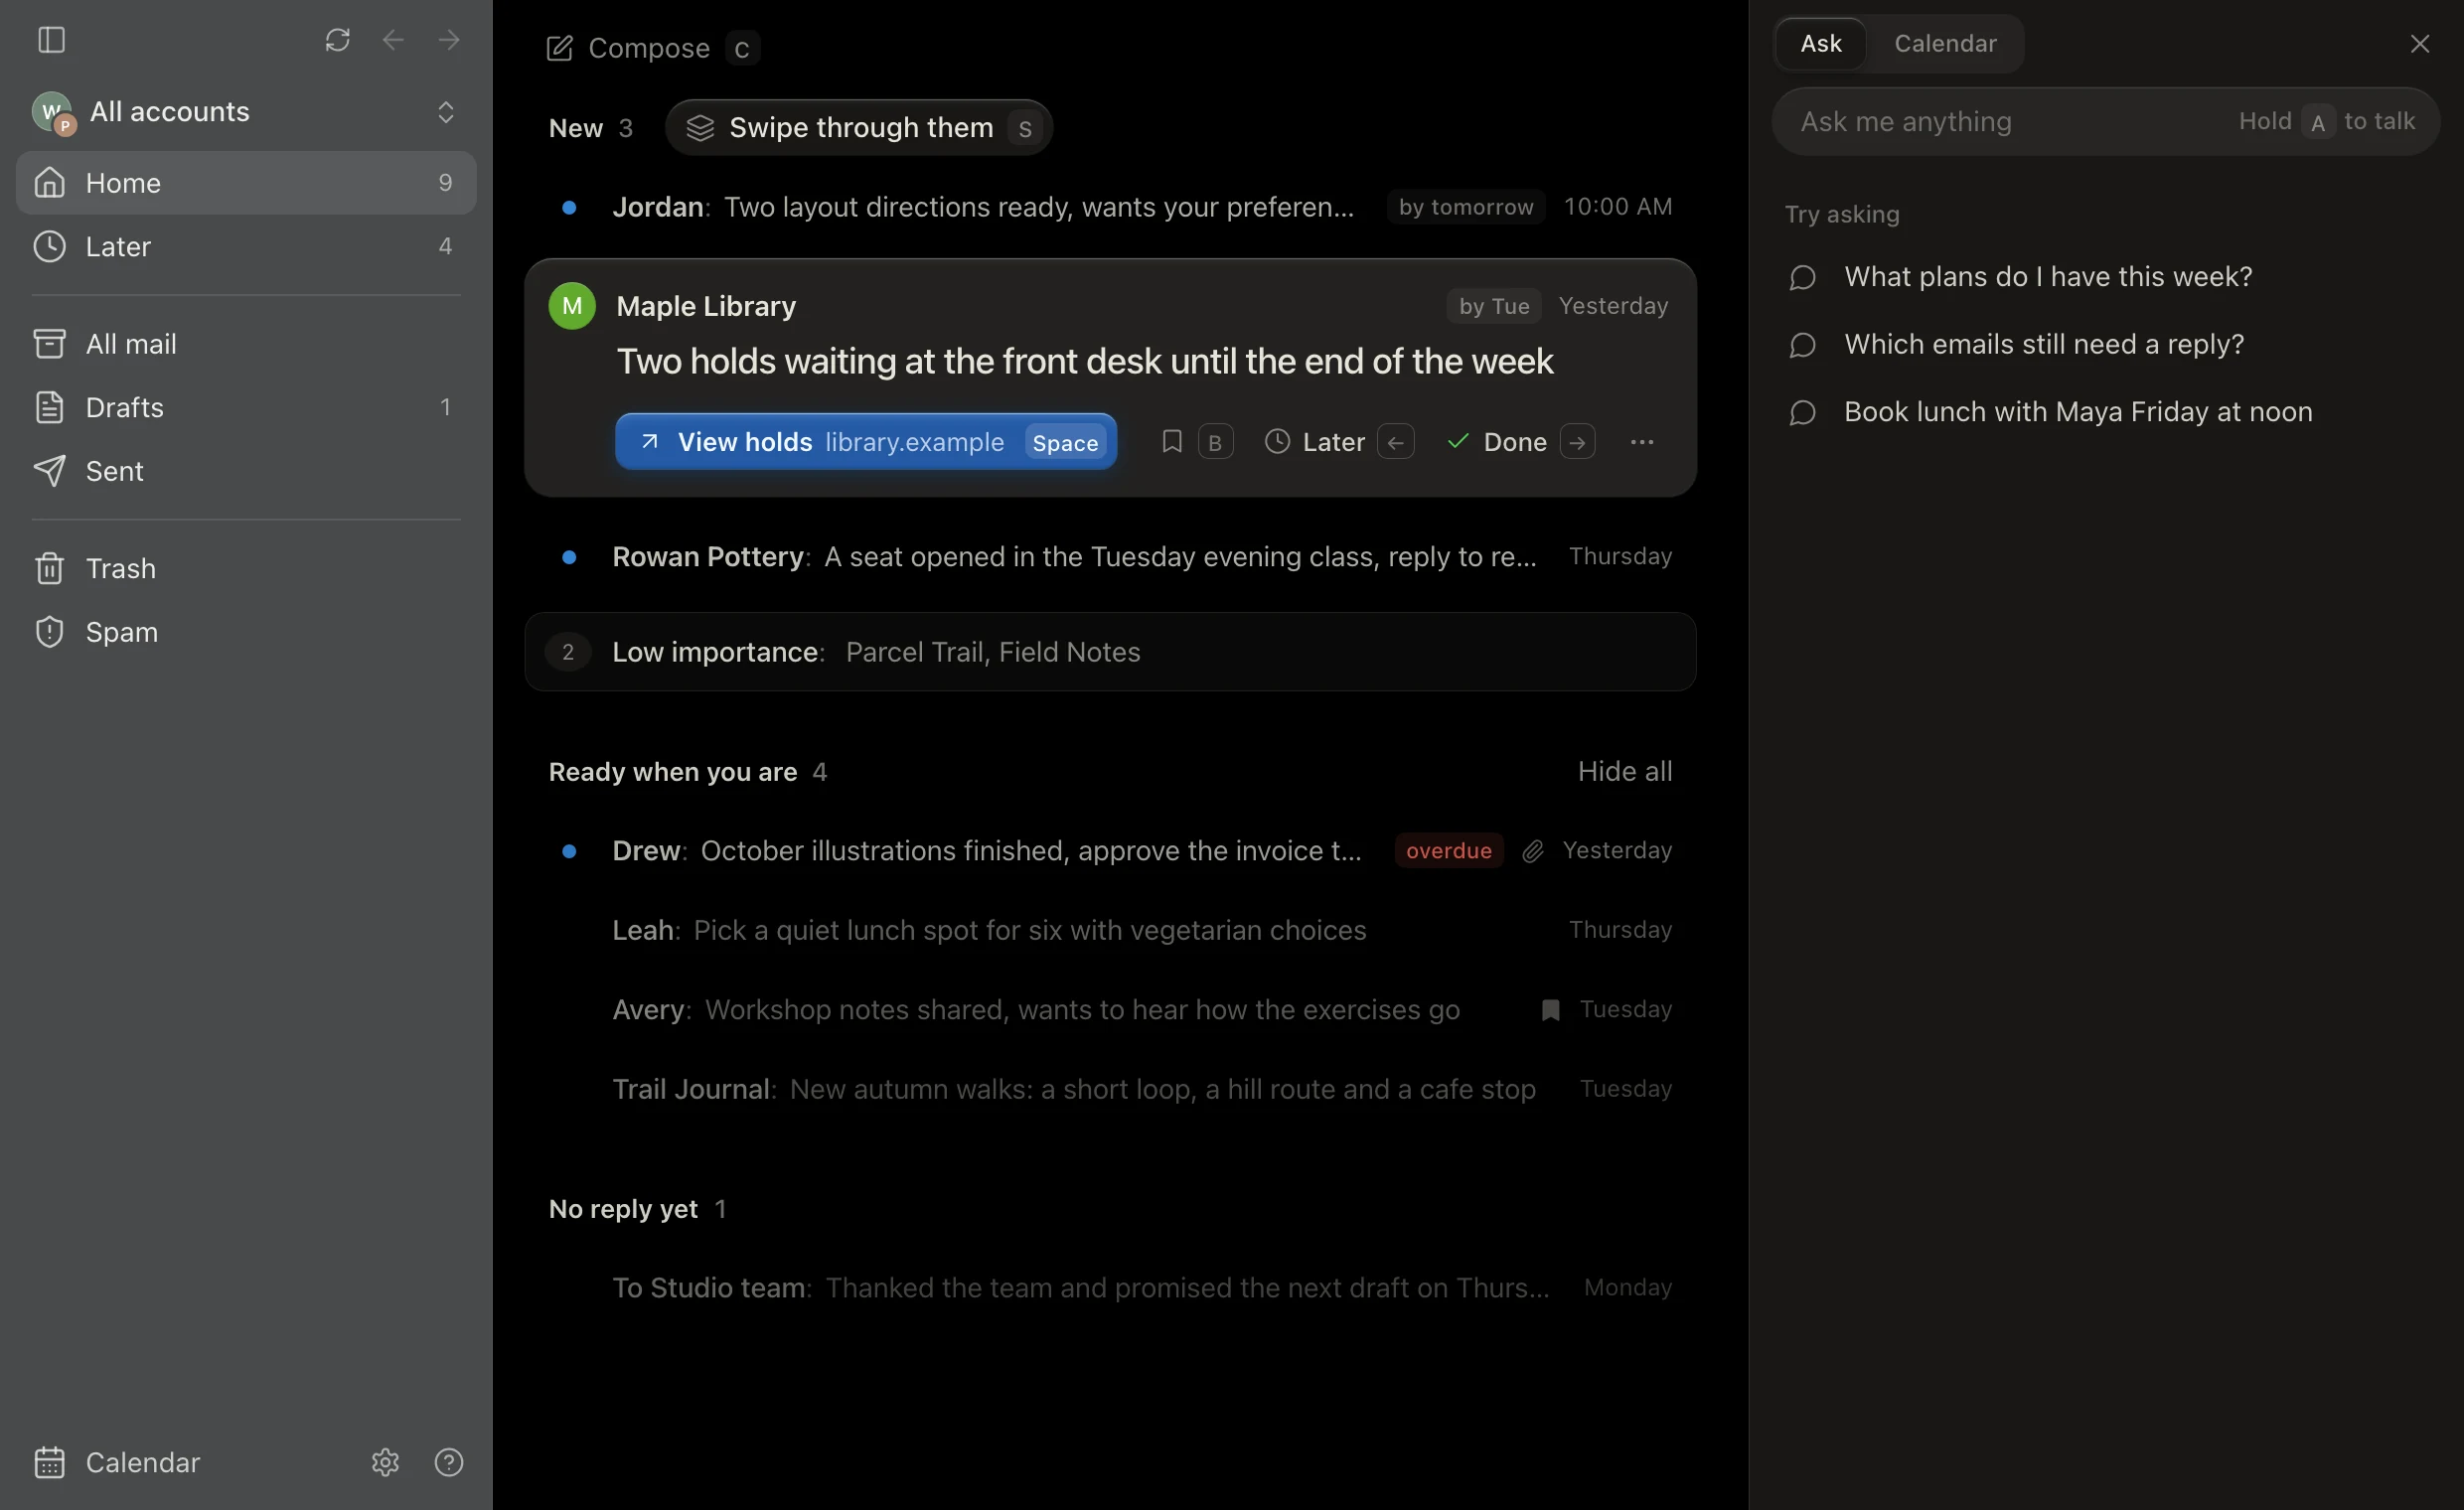 W
P
All accounts
Home 9
Later 4
All mail
Drafts 1
Sent
Trash
Spam
Calendar
Compose C
New 3 Swipe through them S
Jordan: Two layout directions ready, wants your preferen... by tomorrow 10:00 AM
M Maple Library by Tue Yesterday
Two holds waiting at the front desk until the end of the week
View holds library.example Space B Later ← Done → ...
Rowan Pottery: A seat opened in the Tuesday evening class, reply to re... Thursday
2 Low importance: Parcel Trail, Field Notes
Ready when you are 4 Hide all
Drew: October illustrations finished, approve the invoice t... overdue Yesterday
Leah: Pick a quiet lunch spot for six with vegetarian choices Thursday
Avery: Workshop notes shared, wants to hear how the exercises go Tuesday
Trail Journal: New autumn walks: a short loop, a hill route and a cafe stop Tuesday
No reply yet 1
To Studio team: Thanked the team and promised the next draft on Thurs... Monday
Ask Calendar
Ask me anything Hold A to talk
Try asking
What plans do I have this week?
Which emails still need a reply?
Book lunch with Maya Friday at noon